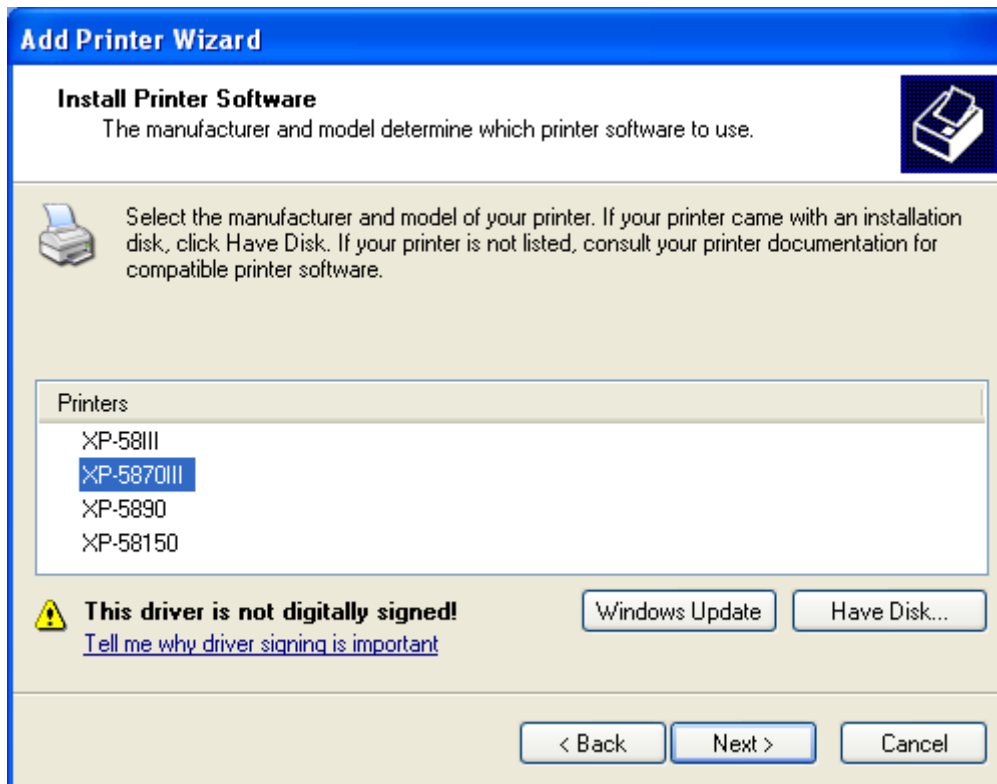 Add Printer Wizard
Install Printer Software
The manufacturer and model determine which printer software to use.
Select the manufacturer and model of your printer. If your printer came with an installation
disk, click Have Disk. If your printer is not listed, consult your printer documentation for
compatible printer software.
Printers
XP-58III
XP-5870III
XP-5890
XP-58150
This driver is not digitally signed!
Windows Update
Have Disk...
Tell me why driver signing is important
< Back
Next >
Cancel